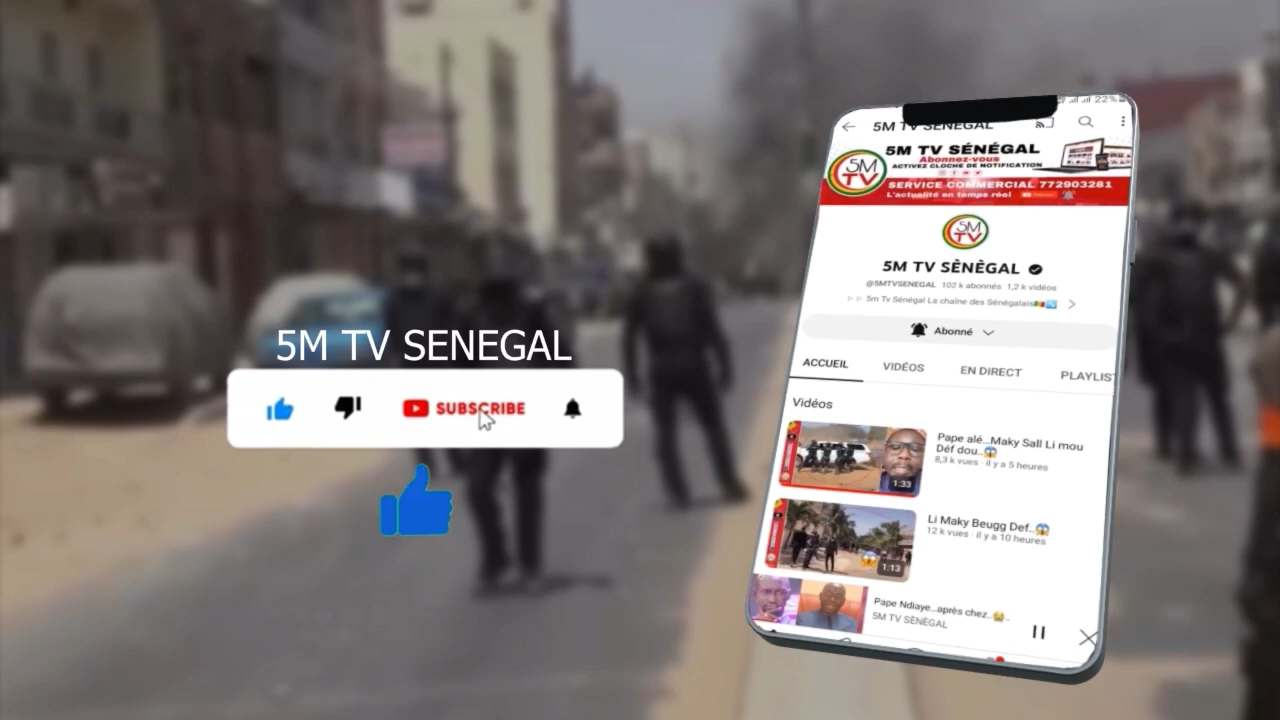 5M TV SENEGAL
SUBSCRIBE
22%
5M TV SENEGAL
5M TV SÉNÉGAL
Abonnez-vous
ACTIVEZ CLOCHE DE NOTIFICATION
5M
TV
SERVICE COMMERCIAL 772903281
L'actualité en temps réel
5M
TV
5M TV SÈNÈGAL
@5MTVSENEGAL 102 k abonnés 1,2 k vidéos
5m Tv Sénégal La chaîne des Sénégalais
Abonné
ACCUEIL VIDÉOS EN DIRECT PLAYLIST
Vidéos
Pape alé...Maky Sall Li mou
Déf dou..😱
8,3 k vues · il y a 5 heures
1:33
Li Maky Beugg Def..😱
12 k vues · il y a 10 heures
1:13
Pape Ndiaye...après chez..😭..
5M TV SÈNÈGAL